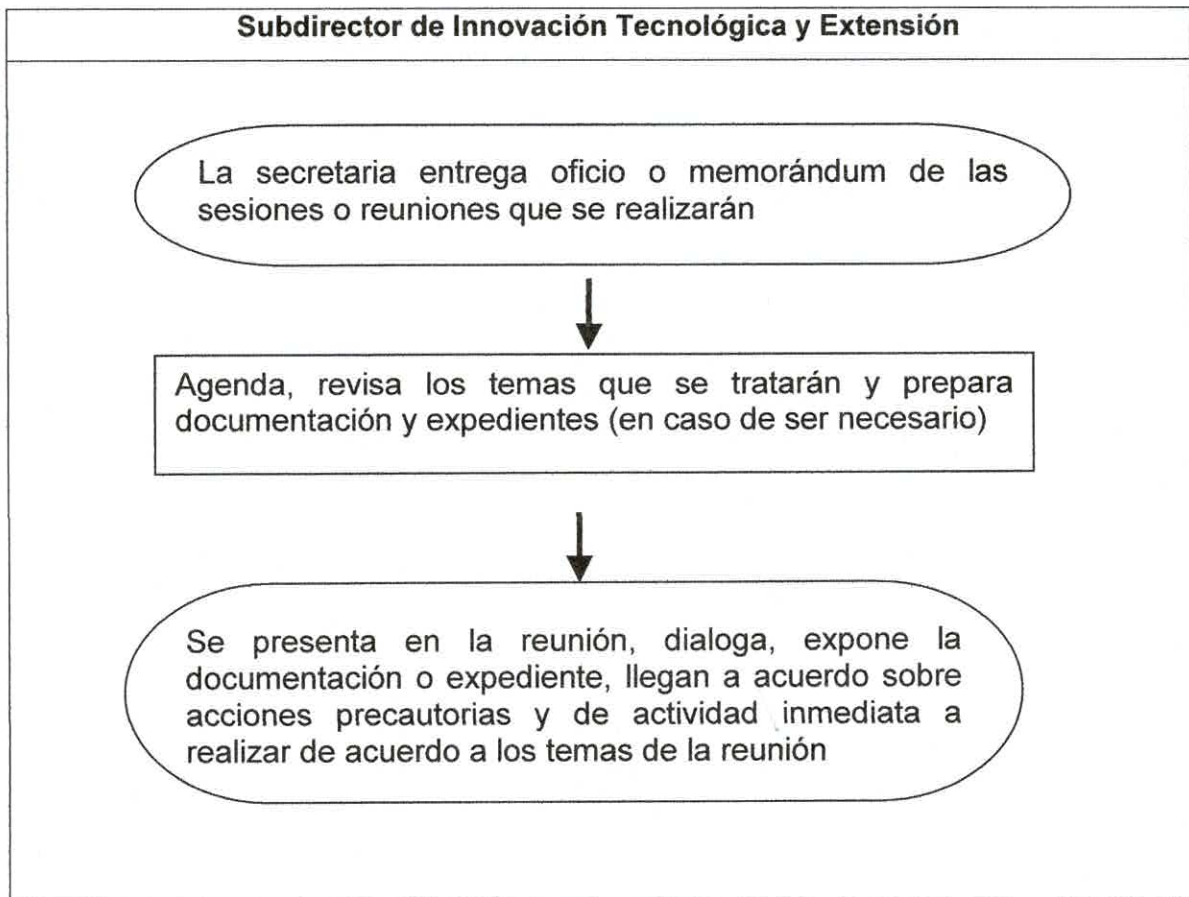 Subdirector de Innovación Tecnológica y Extensión
La secretaria entrega oficio o memorándum de las
sesiones o reuniones que se realizarán
Agenda, revisa los temas que se tratarán y prepara
documentación y expedientes (en caso de ser necesario)
Se presenta en la reunión, dialoga, expone la
documentación o expediente, llegan a acuerdo sobre
acciones precautorias y de actividad inmediata a
realizar de acuerdo a los temas de la reunión